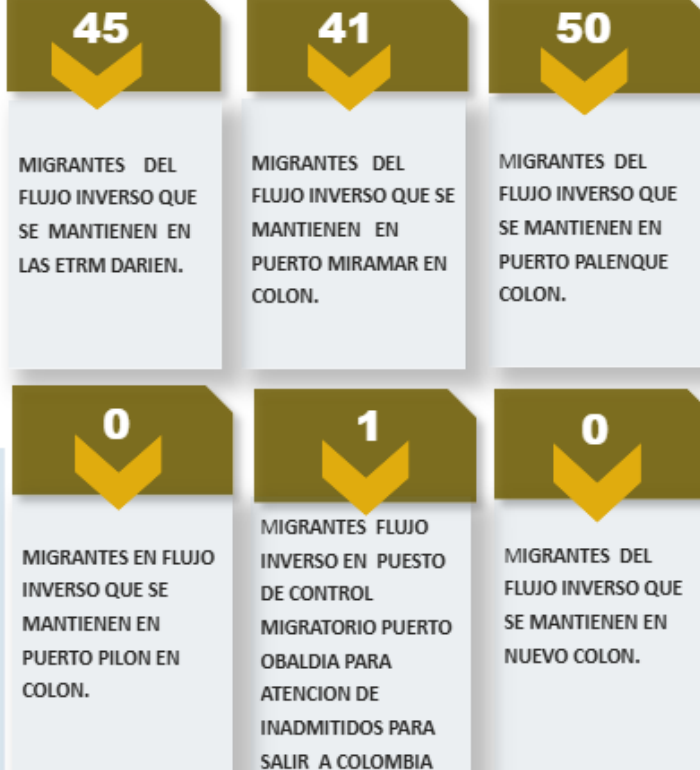 45
MIGRANTES DEL
FLUJO INVERSO QUE
SE MANTIENEN EN
LAS ETRM DARIEN.
41
MIGRANTES DEL
FLUJO INVERSO QUE SE
MANTIENEN EN
PUERTO MIRAMAR EN
COLON.
50
MIGRANTES DEL
FLUJO INVERSO QUE
SE MANTIENEN EN
PUERTO PALENQUE
COLON.
0
MIGRANTES EN FLUJO
INVERSO QUE SE
MANTIENEN EN
PUERTO PILON EN
COLON.
1
MIGRANTES FLUJO
INVERSO EN PUESTO
DE CONTROL
MIGRATORIO PUERTO
OBALDIA PARA
ATENCION DE
INADMITIDOS PARA
SALIR A COLOMBIA
0
MIGRANTES DEL
FLUJO INVERSO QUE
SE MANTIENEN EN
NUEVO COLON.